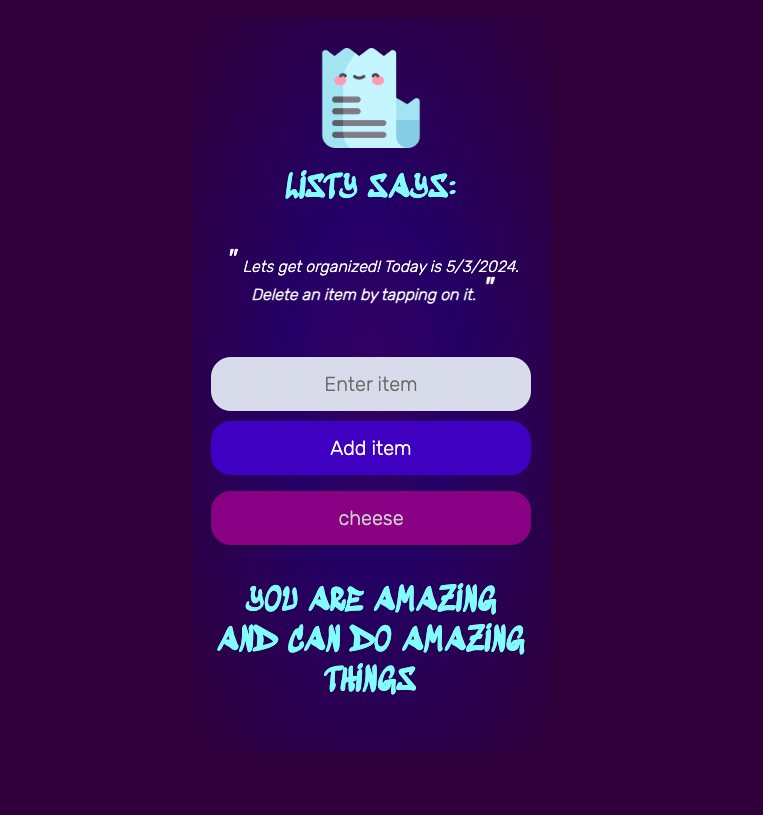 LISTY SAYS:
" Lets get organized! Today is 5/3/2024.
Delete an item by tapping on it. "
Enter item
Add item
cheese
YOU ARE AMAZING
AND CAN DO AMAZING
THINGS